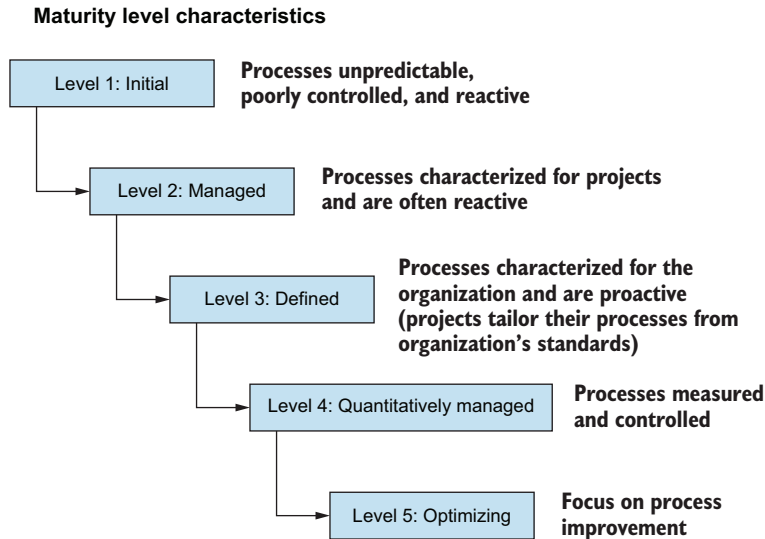 Maturity level characteristics
Level 1: Initial
Processes unpredictable,
poorly controlled, and reactive
Level 2: Managed
Processes characterized for projects
and are often reactive
Level 3: Defined
Processes characterized for the
organization and are proactive
(projects tailor their processes from
organization’s standards)
Level 4: Quantitatively managed
Processes measured
and controlled
Level 5: Optimizing
Focus on process
improvement